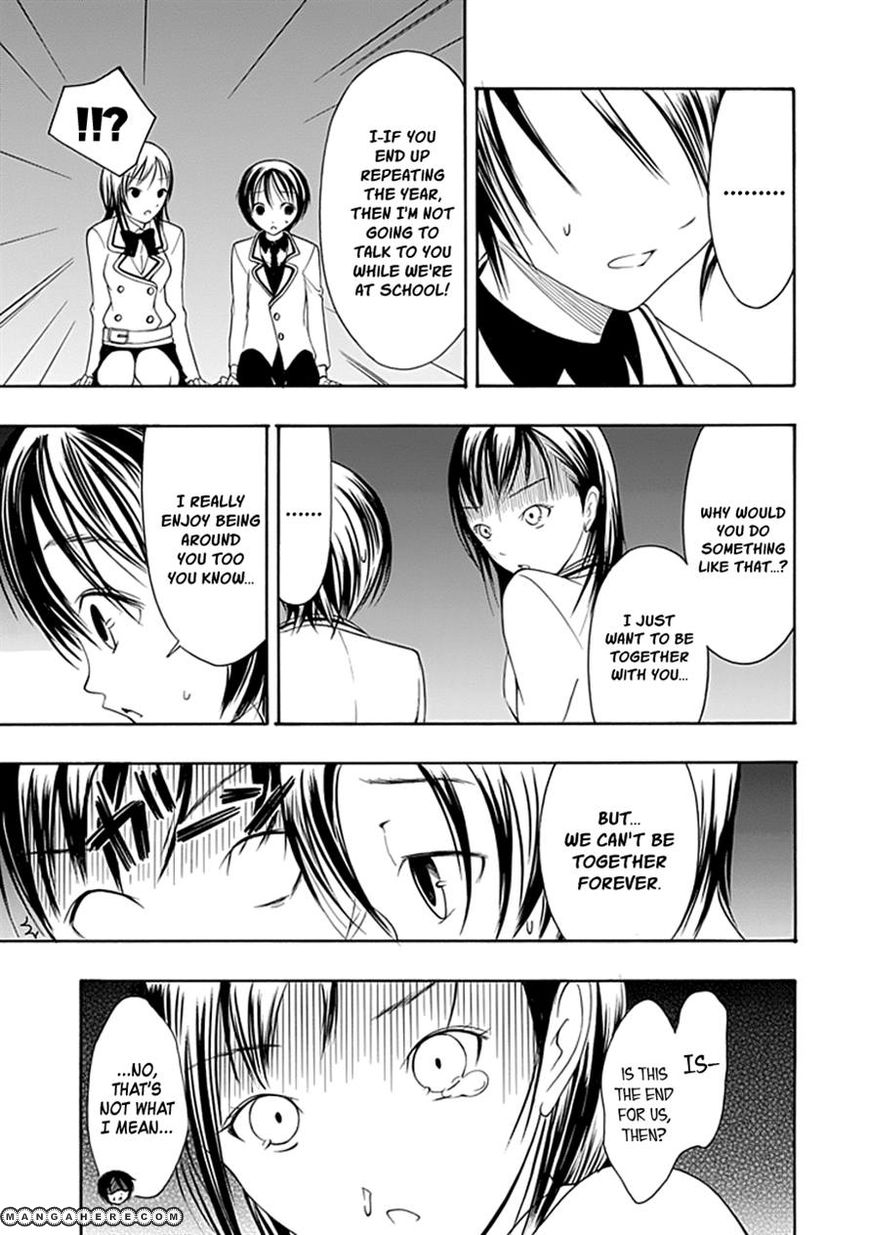 ..........
I-IF YOU
END UP
REPEATING
THE YEAR,
THEN I'M NOT
GOING TO
TALK TO YOU
WHILE WE'RE
AT SCHOOL!
!!?
WHY WOULD
YOU DO
SOMETHING
LIKE THAT...?
I JUST
WANT TO BE
TOGETHER
WITH YOU...
......
I REALLY
ENJOY BEING
AROUND
YOU TOO
YOU KNOW...
BUT...
WE CAN'T BE
TOGETHER
FOREVER.
ガーン
IS-
IS THIS
THE END
FOR US,
THEN?
...NO,
THAT'S
NOT WHAT
I MEAN...
MANGAHERE.COM